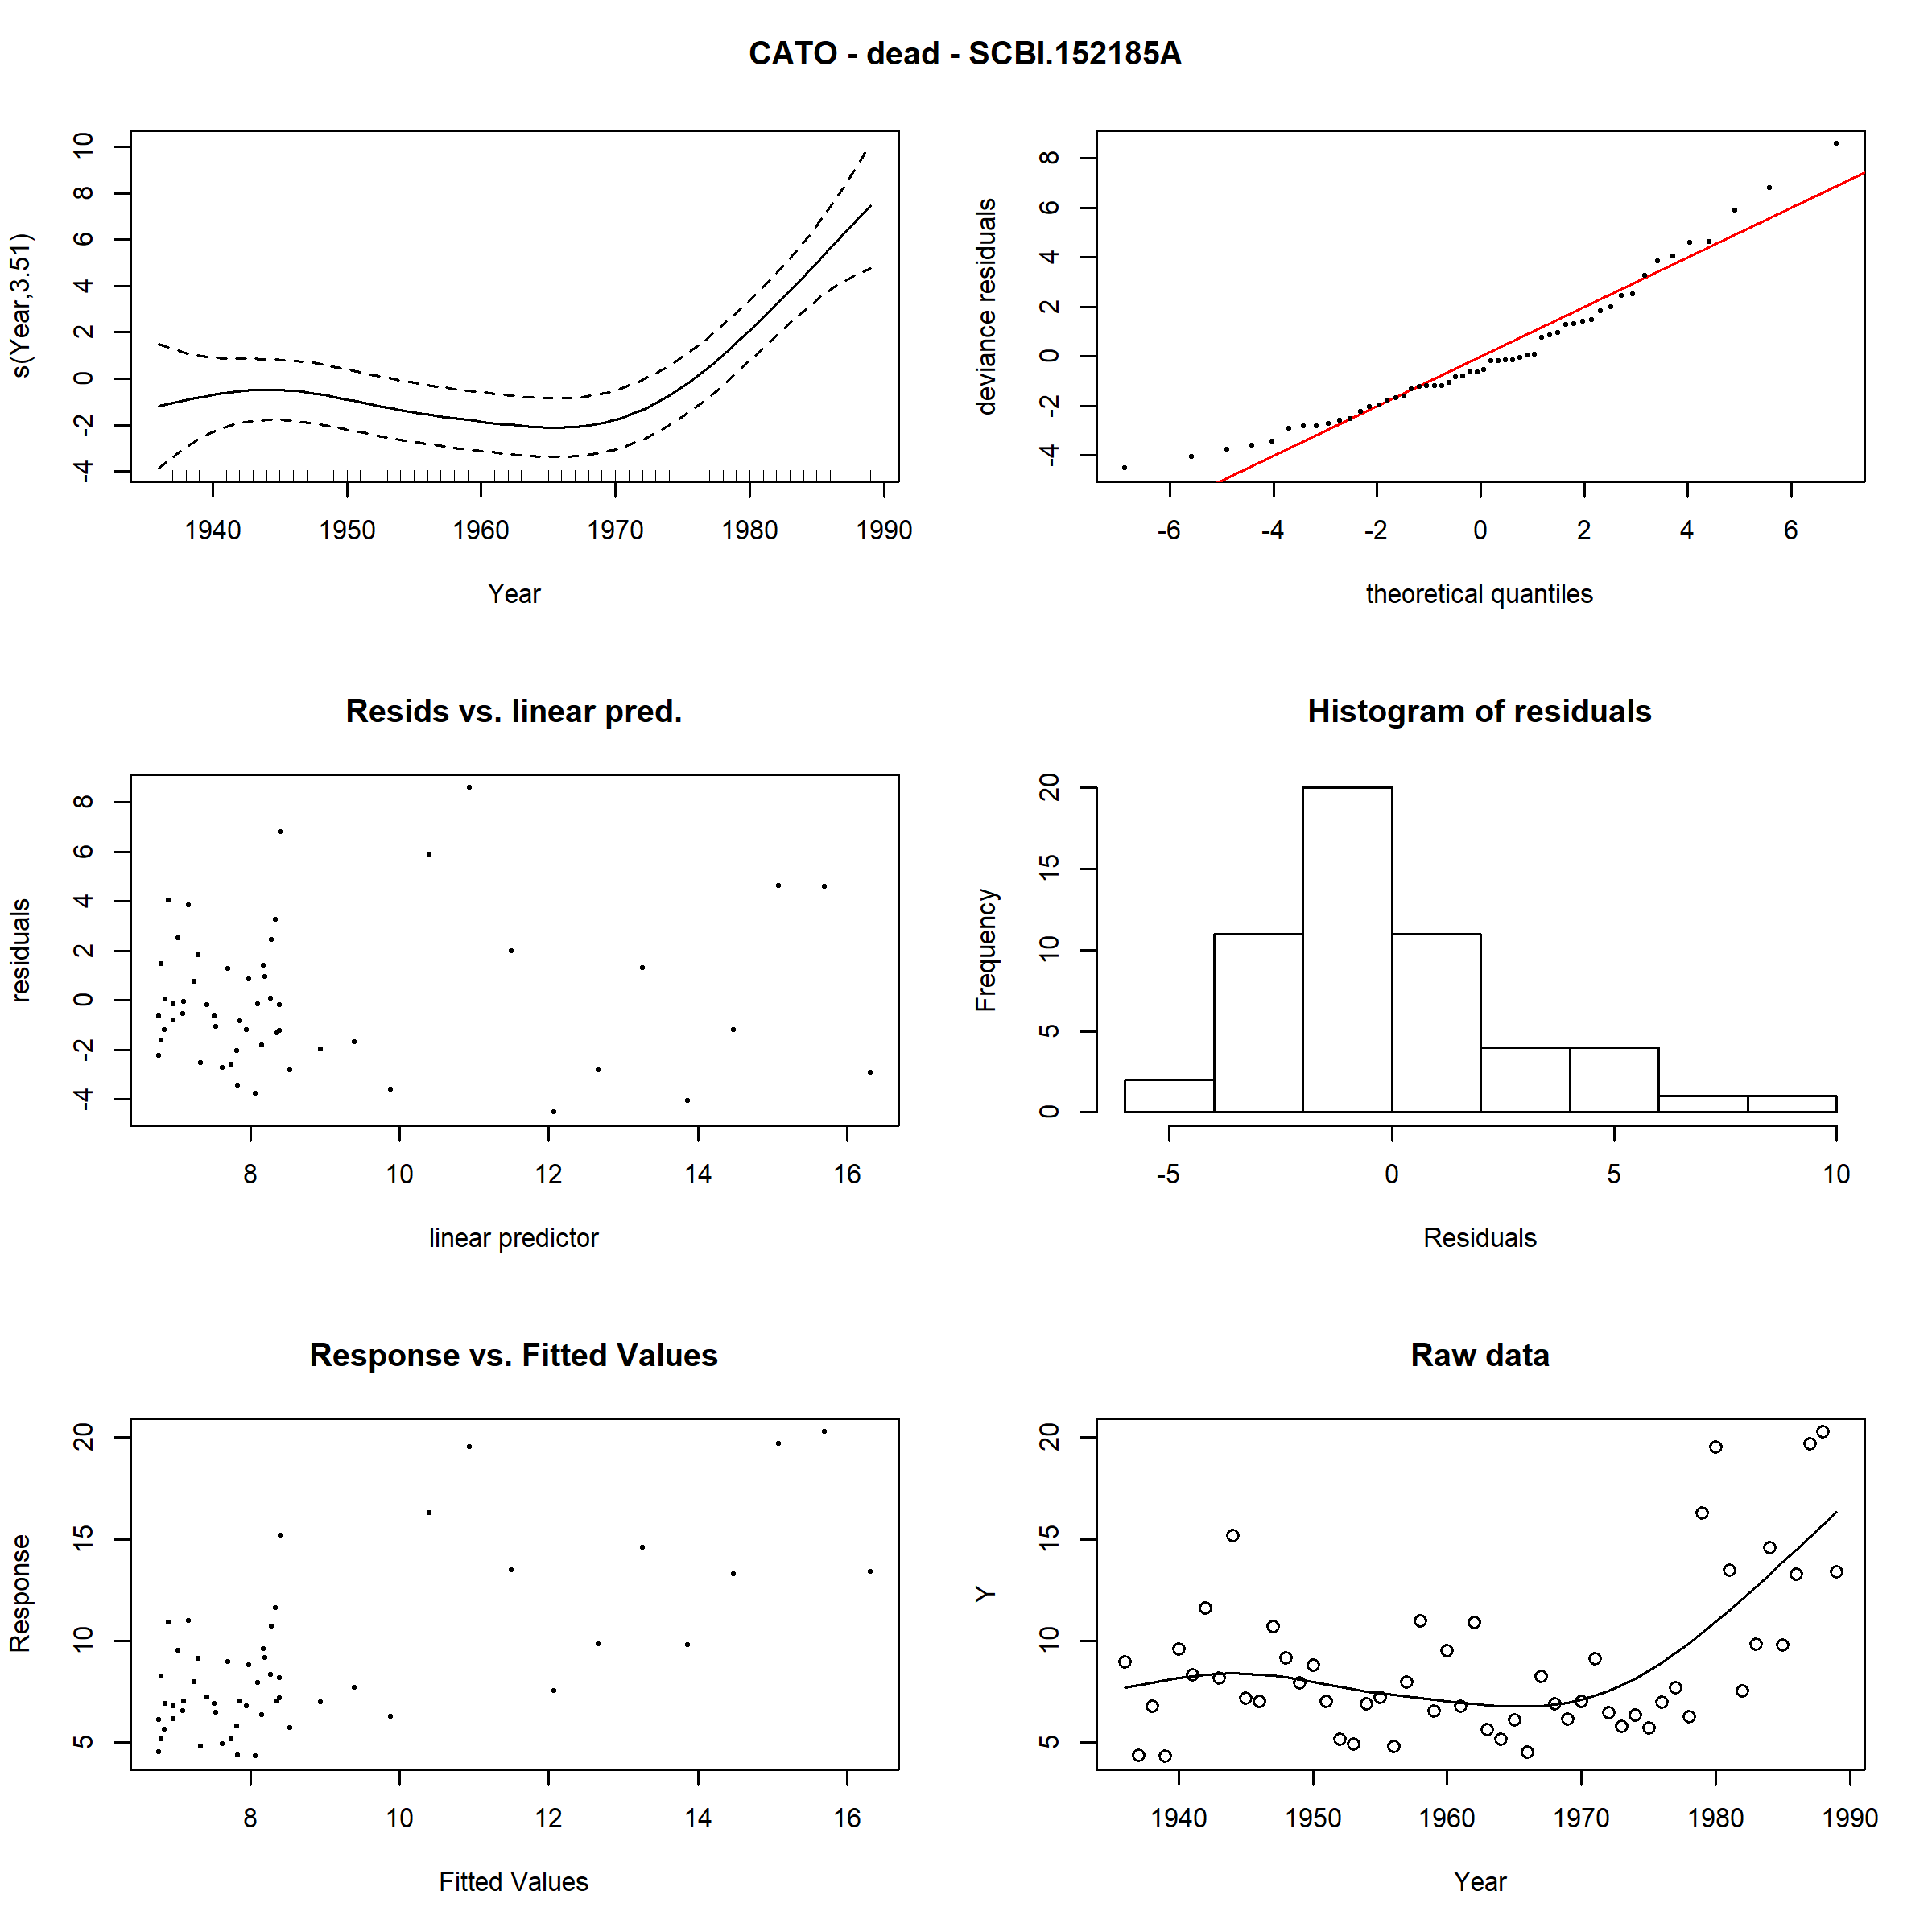 CATO - dead - SCBI.152185A
s(Year,3.51)
10
8
6
4
2
0
-2
-4
1940 1950 1960 1970 1980 1990
Year
deviance residuals
8
6
4
2
0
-2
-4
-6 -4 -2 0 2 4 6
theoretical quantiles
Resids vs. linear pred.
residuals
8
6
4
2
0
-2
-4
8 10 12 14 16
linear predictor
Histogram of residuals
Frequency
20
15
10
5
0
-5 0 5 10
Residuals
Response vs. Fitted Values
Response
20
15
10
5
8 10 12 14 16
Fitted Values
Raw data
Y
20
15
10
5
1940 1950 1960 1970 1980 1990
Year